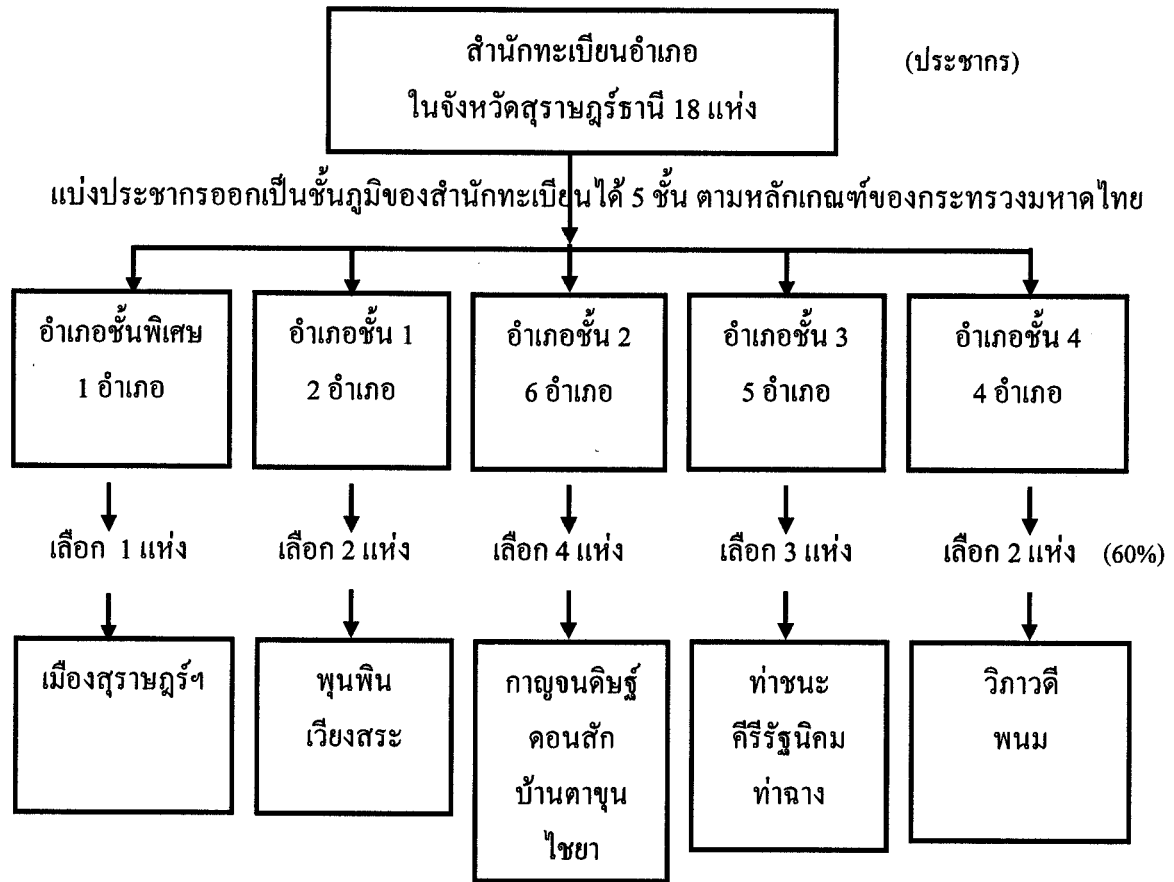 สำนักทะเบียนอำเภอ
ในจังหวัดสุราษฎร์ธานี 18 แห่ง
(ประชากร)
แบ่งประชากรออกเป็นชั้นภูมิของสำนักทะเบียนได้ 5 ชั้น ตามหลักเกณฑ์ของกระทรวงมหาดไทย
อำเภอชั้นพิเศษ
1 อำเภอ
อำเภอชั้น 1
2 อำเภอ
อำเภอชั้น 2
6 อำเภอ
อำเภอชั้น 3
5 อำเภอ
อำเภอชั้น 4
4 อำเภอ
เลือก 1 แห่ง
เลือก 2 แห่ง
เลือก 4 แห่ง
เลือก 3 แห่ง
เลือก 2 แห่ง (60%)
เมืองสุราษฎร์ฯ
พุนพิน
เวียงสระ
กาญจนดิษฐ์
ดอนสัก
บ้านตาขุน
ไชยา
ท่าชนะ
คีรีรัฐนิคม
ท่าฉาง
วิภาวดี
พนม